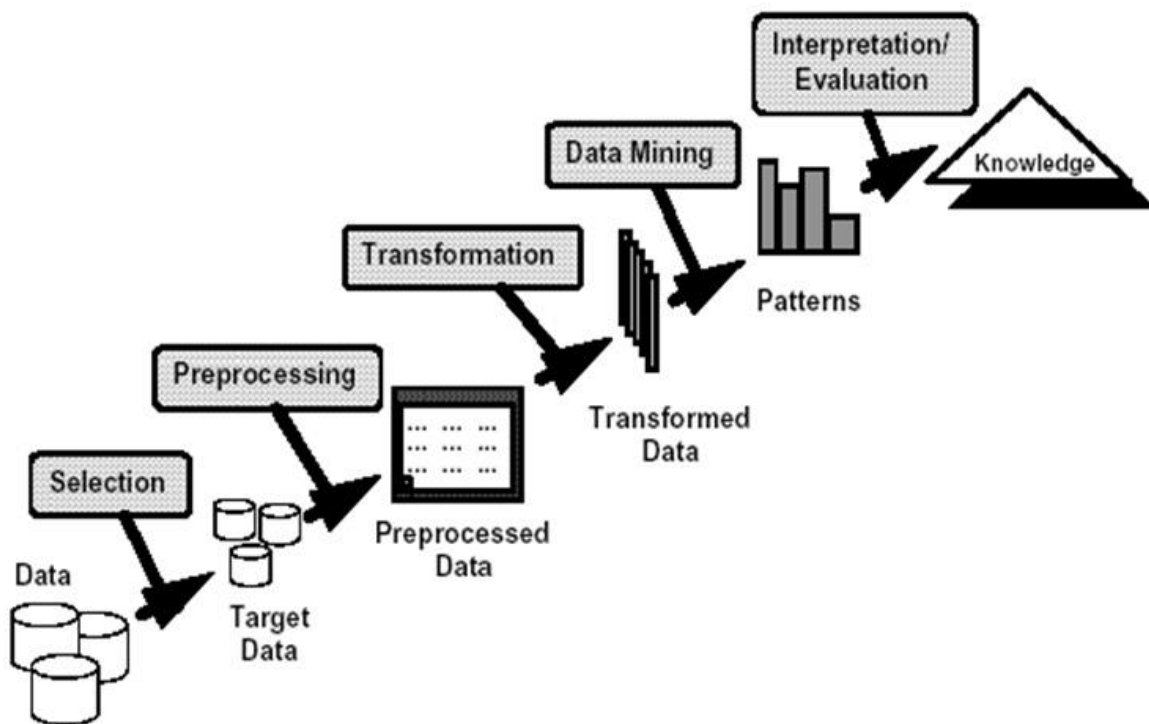 Interpretation/
Evaluation
Knowledge
Data Mining
Patterns
Transformation
Transformed
Data
Preprocessing
... ... ...
... ... ...
... ... ...
Preprocessed
Data
Selection
Target
Data
Data